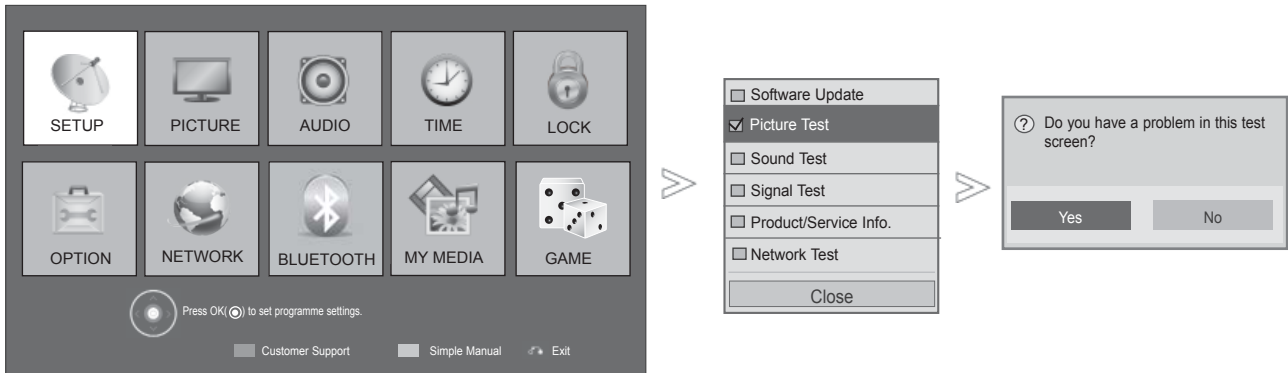 SETUP
PICTURE
AUDIO
TIME
LOCK
OPTION
NETWORK
BLUETOOTH
MY MEDIA
GAME
Press OK(◉) to set programme settings.
Customer Support
Simple Manual
Exit
Software Update
Picture Test
Sound Test
Signal Test
Product/Service Info.
Network Test
Close
? Do you have a problem in this test
screen?
Yes
No